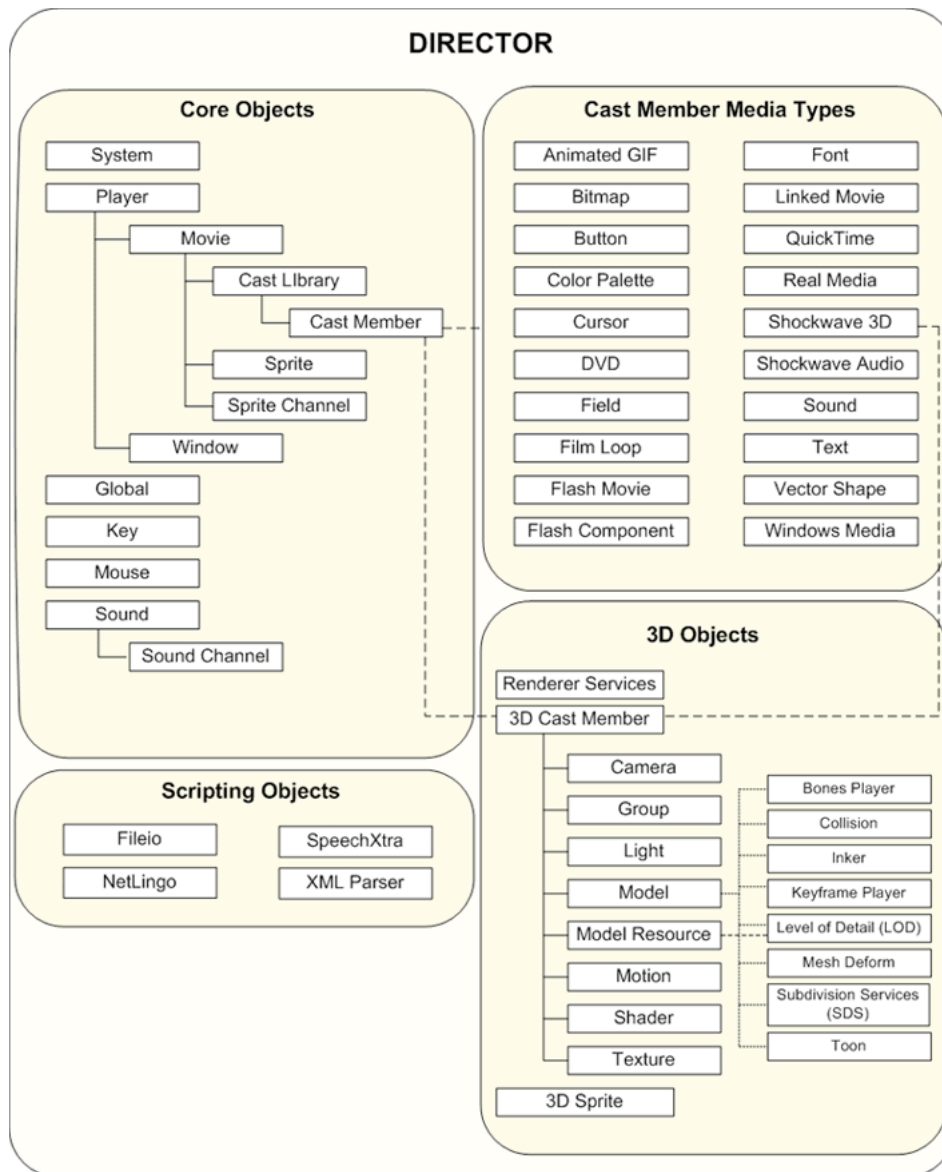 DIRECTOR
Core Objects
System
Player
Movie
Cast LIbrary
Cast Member
Sprite
Sprite Channel
Window
Global
Key
Mouse
Sound
Sound Channel
Cast Member Media Types
Animated GIF
Bitmap
Button
Color Palette
Cursor
DVD
Field
Film Loop
Flash Movie
Flash Component
Font
Linked Movie
QuickTime
Real Media
Shockwave 3D
Shockwave Audio
Sound
Text
Vector Shape
Windows Media
Scripting Objects
Fileio
NetLingo
SpeechXtra
XML Parser
3D Objects
Renderer Services
3D Cast Member
Camera
Group
Light
Model
Model Resource
Motion
Shader
Texture
Bones Player
Collision
Inker
Keyframe Player
Level of Detail (LOD)
Mesh Deform
Subdivision Services
(SDS)
Toon
3D Sprite